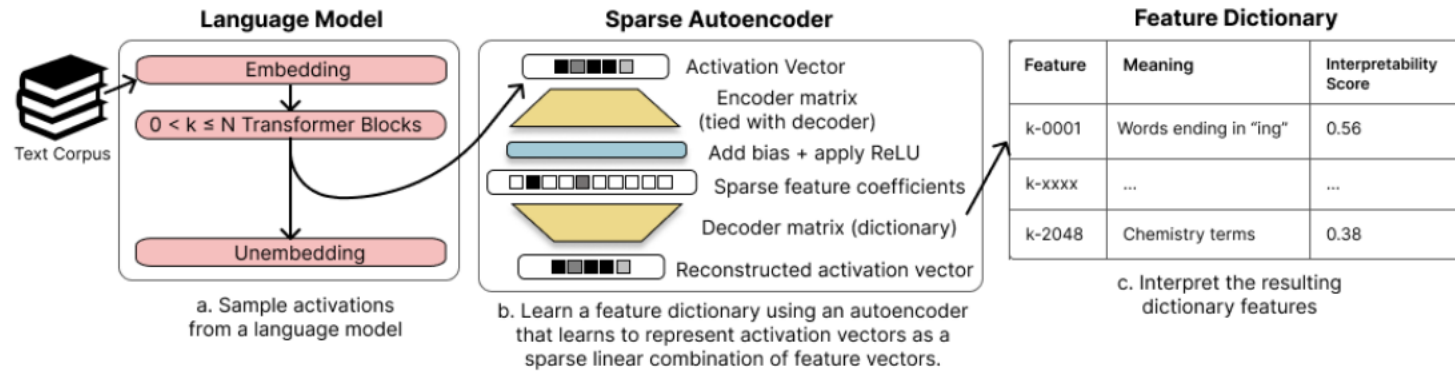 Language Model
Text Corpus
Embedding
0 < k ≤ N Transformer Blocks
Unembedding
a. Sample activations
from a language model
Sparse Autoencoder
Activation Vector
Encoder matrix
(tied with decoder)
Add bias + apply ReLU
Sparse feature coefficients
Decoder matrix (dictionary)
Reconstructed activation vector
b. Learn a feature dictionary using an autoencoder
that learns to represent activation vectors as a
sparse linear combination of feature vectors.
Feature Dictionary
Feature Meaning Interpretability
Score
k-0001 Words ending in “ing” 0.56
k-xxxx ... ...
k-2048 Chemistry terms 0.38
c. Interpret the resulting
dictionary features